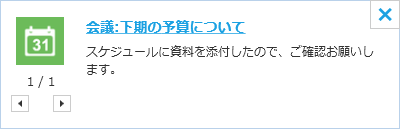 会議:下期の予算について
スケジュールに資料を添付したので、ご確認お願いし
ます。
31
1 / 1